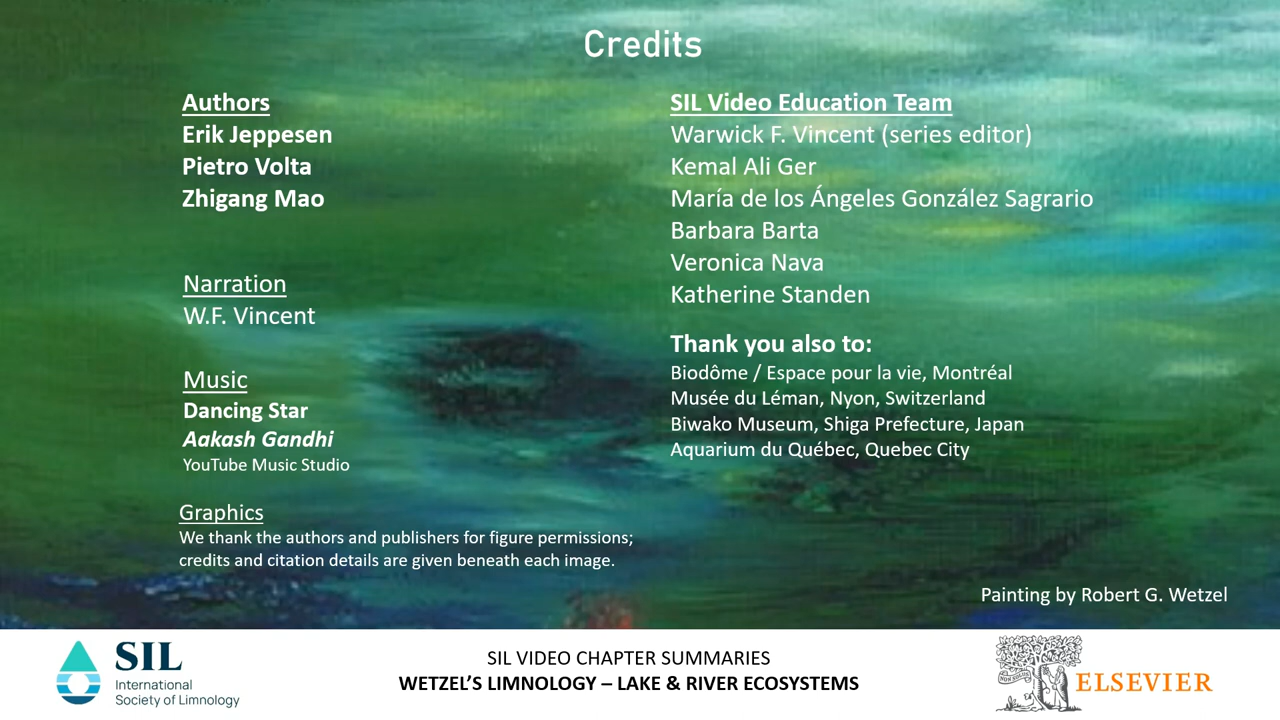 Credits
Authors
Erik Jeppesen
Pietro Volta
Zhigang Mao
Narration
W.F. Vincent
Music
Dancing Star
Aakash Gandhi
YouTube Music Studio
Graphics
We thank the authors and publishers for figure permissions;
credits and citation details are given beneath each image.
SIL Video Education Team
Warwick F. Vincent (series editor)
Kemal Ali Ger
María de los Ángeles González Sagrario
Barbara Barta
Veronica Nava
Katherine Standen
Thank you also to:
Biodôme / Espace pour la vie, Montréal
Musée du Léman, Nyon, Switzerland
Biwako Museum, Shiga Prefecture, Japan
Aquarium du Québec, Quebec City
Painting by Robert G. Wetzel
SIL
International
Society of Limnology
SIL VIDEO CHAPTER SUMMARIES
WETZEL'S LIMNOLOGY – LAKE & RIVER ECOSYSTEMS
NON SOLUS
ELSEVIER